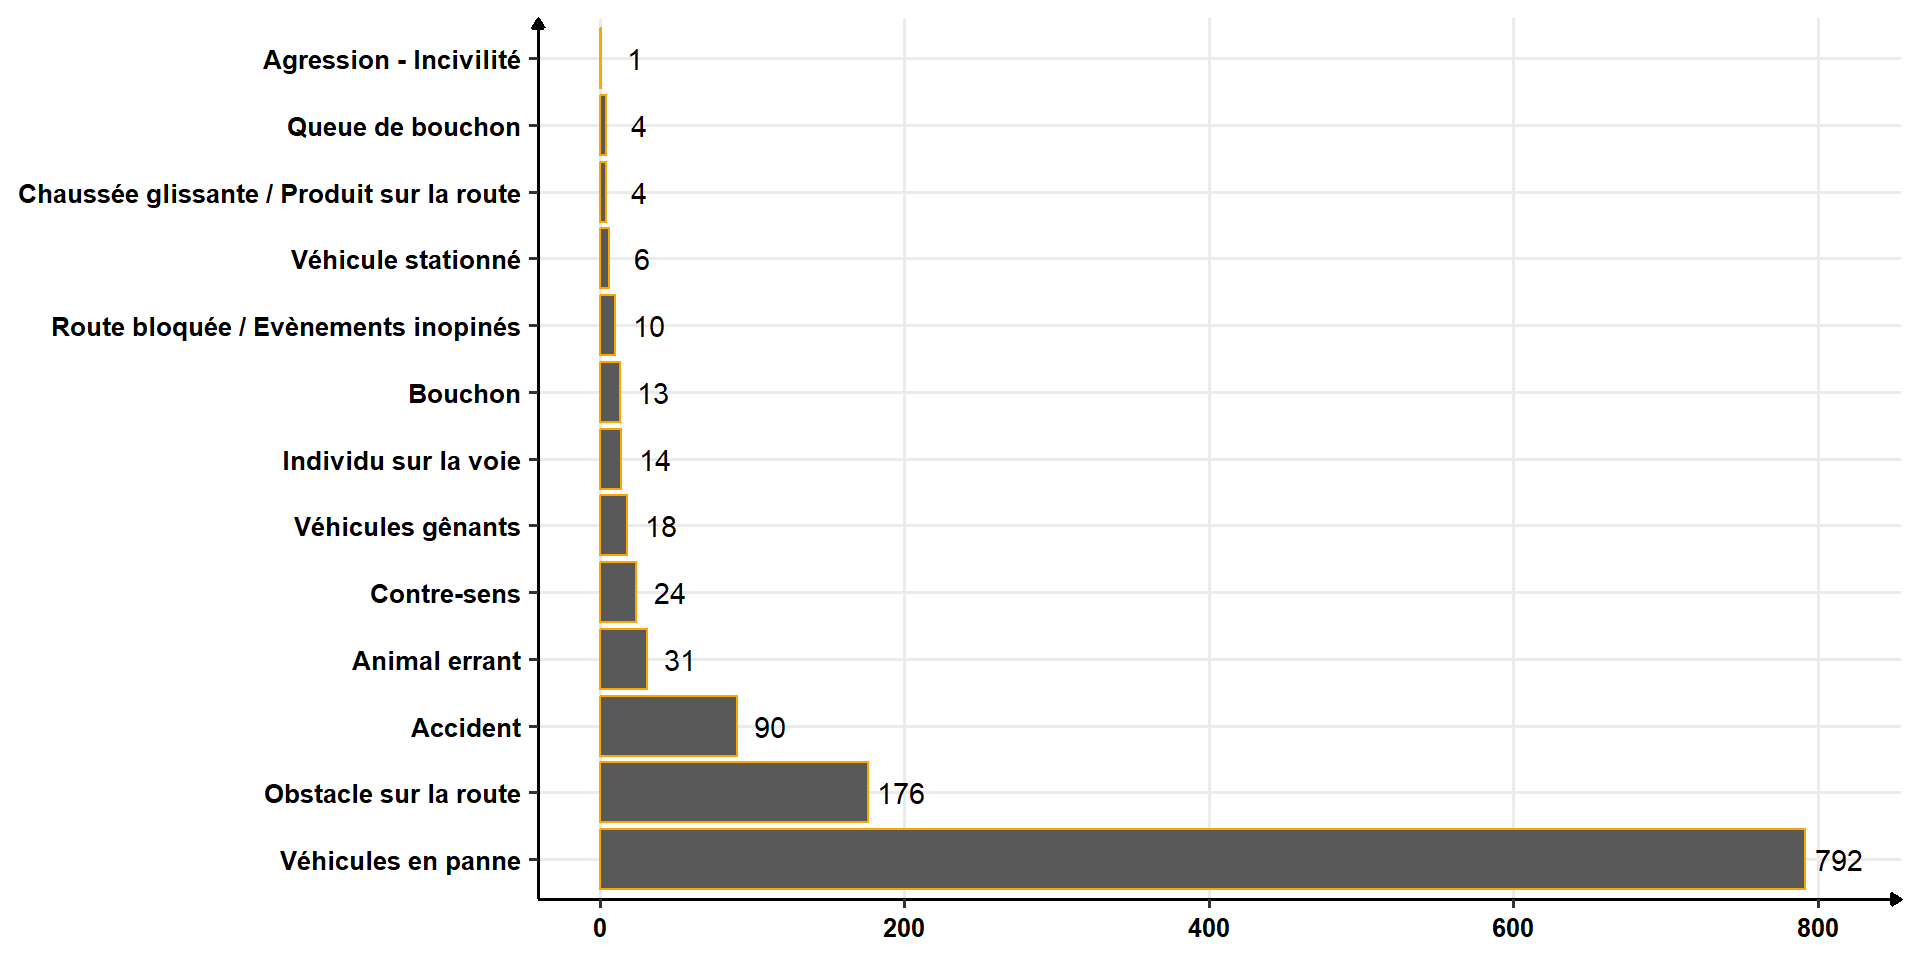 Agression - Incivilité 1
Queue de bouchon 4
Chaussée glissante / Produit sur la route 4
Véhicule stationné 6
Route bloquée / Evènements inopinés 10
Bouchon 13
Individu sur la voie 14
Véhicules gênants 18
Contre-sens 24
Animal errant 31
Accident 90
Obstacle sur la route 176
Véhicules en panne 792
0 200 400 600 800